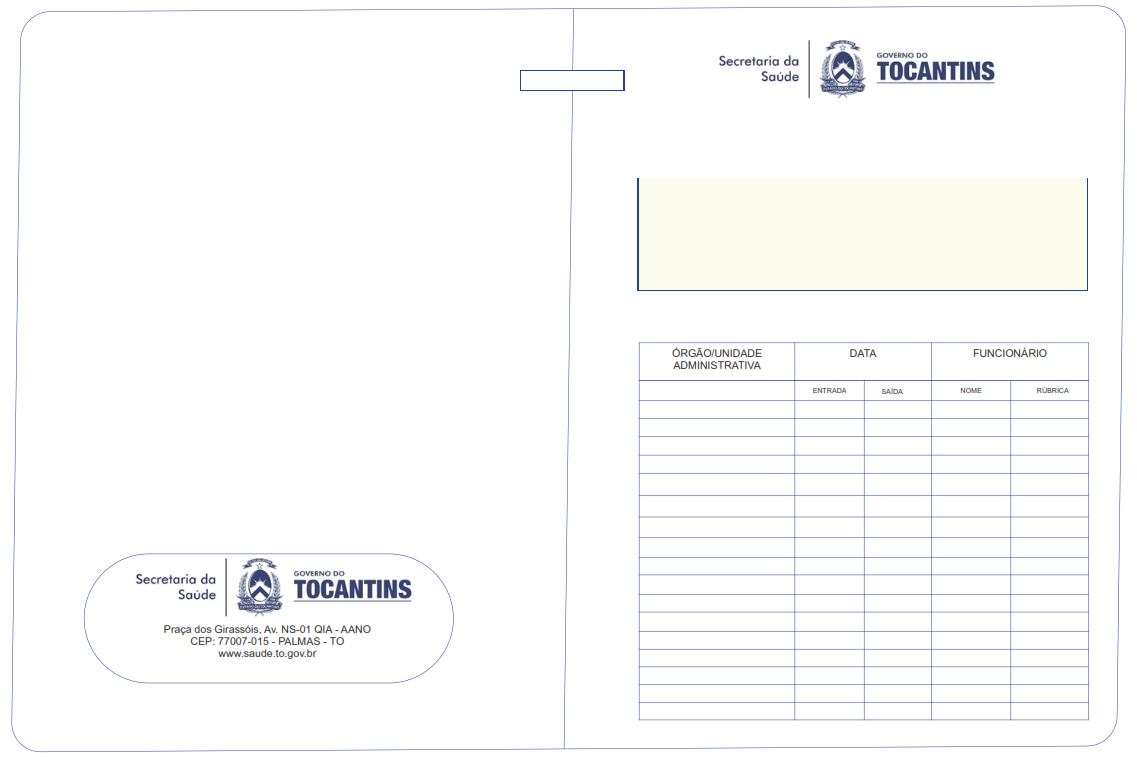 Secretaria da
Saúde
GOVERNO DO
TOCANTINS
ÓRGÃO/UNIDADE
ADMINISTRATIVA
DATA
FUNCIONÁRIO
ENTRADA
SAÍDA
NOME
RÚBRICA
Secretaria da
Saúde
GOVERNO DO
TOCANTINS
Praça dos Girassóis, Av. NS-01 QIA - AANO
CEP: 77007-015 - PALMAS - TO
www.saude.to.gov.br